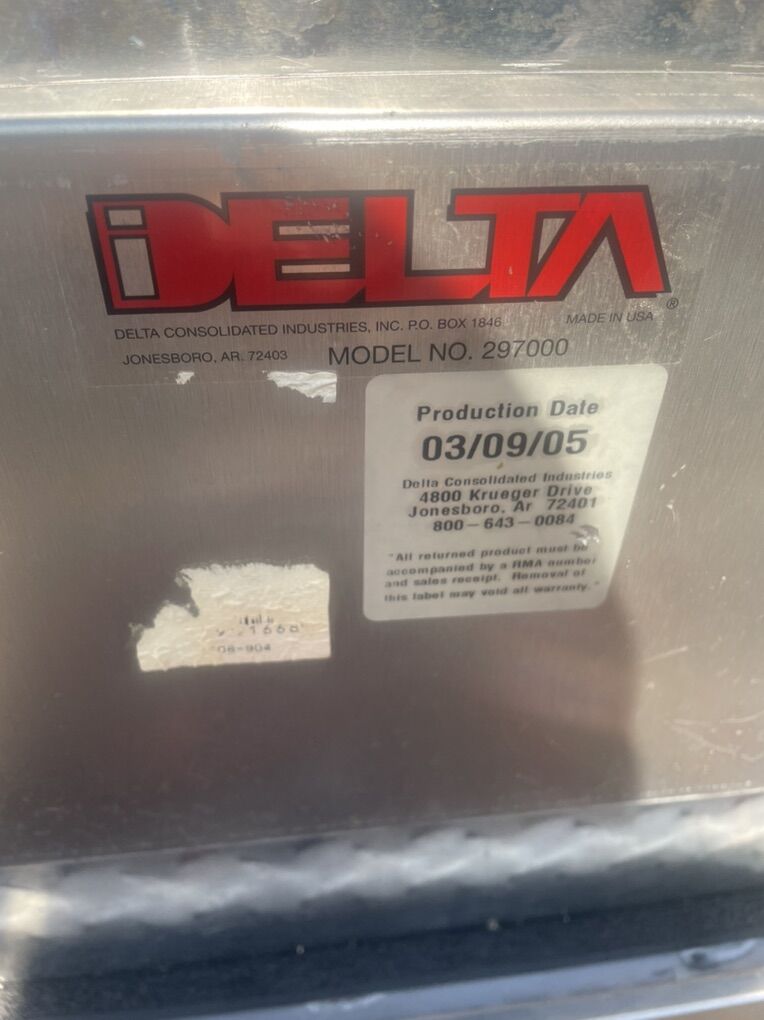 DELTA ®
DELTA CONSOLIDATED INDUSTRIES, INC. P.O. BOX 1846 MADE IN USA
JONESBORO, AR. 72403 MODEL NO. 297000
Production Date
03/09/05
Delta Consolidated Industries
4800 Krueger Drive
Jonesboro, Ar 72401
800-643-0084
"All returned product must be
accompanied by a RMA number
and sales receipt. Removal of
this label may void all warranty."
08-904